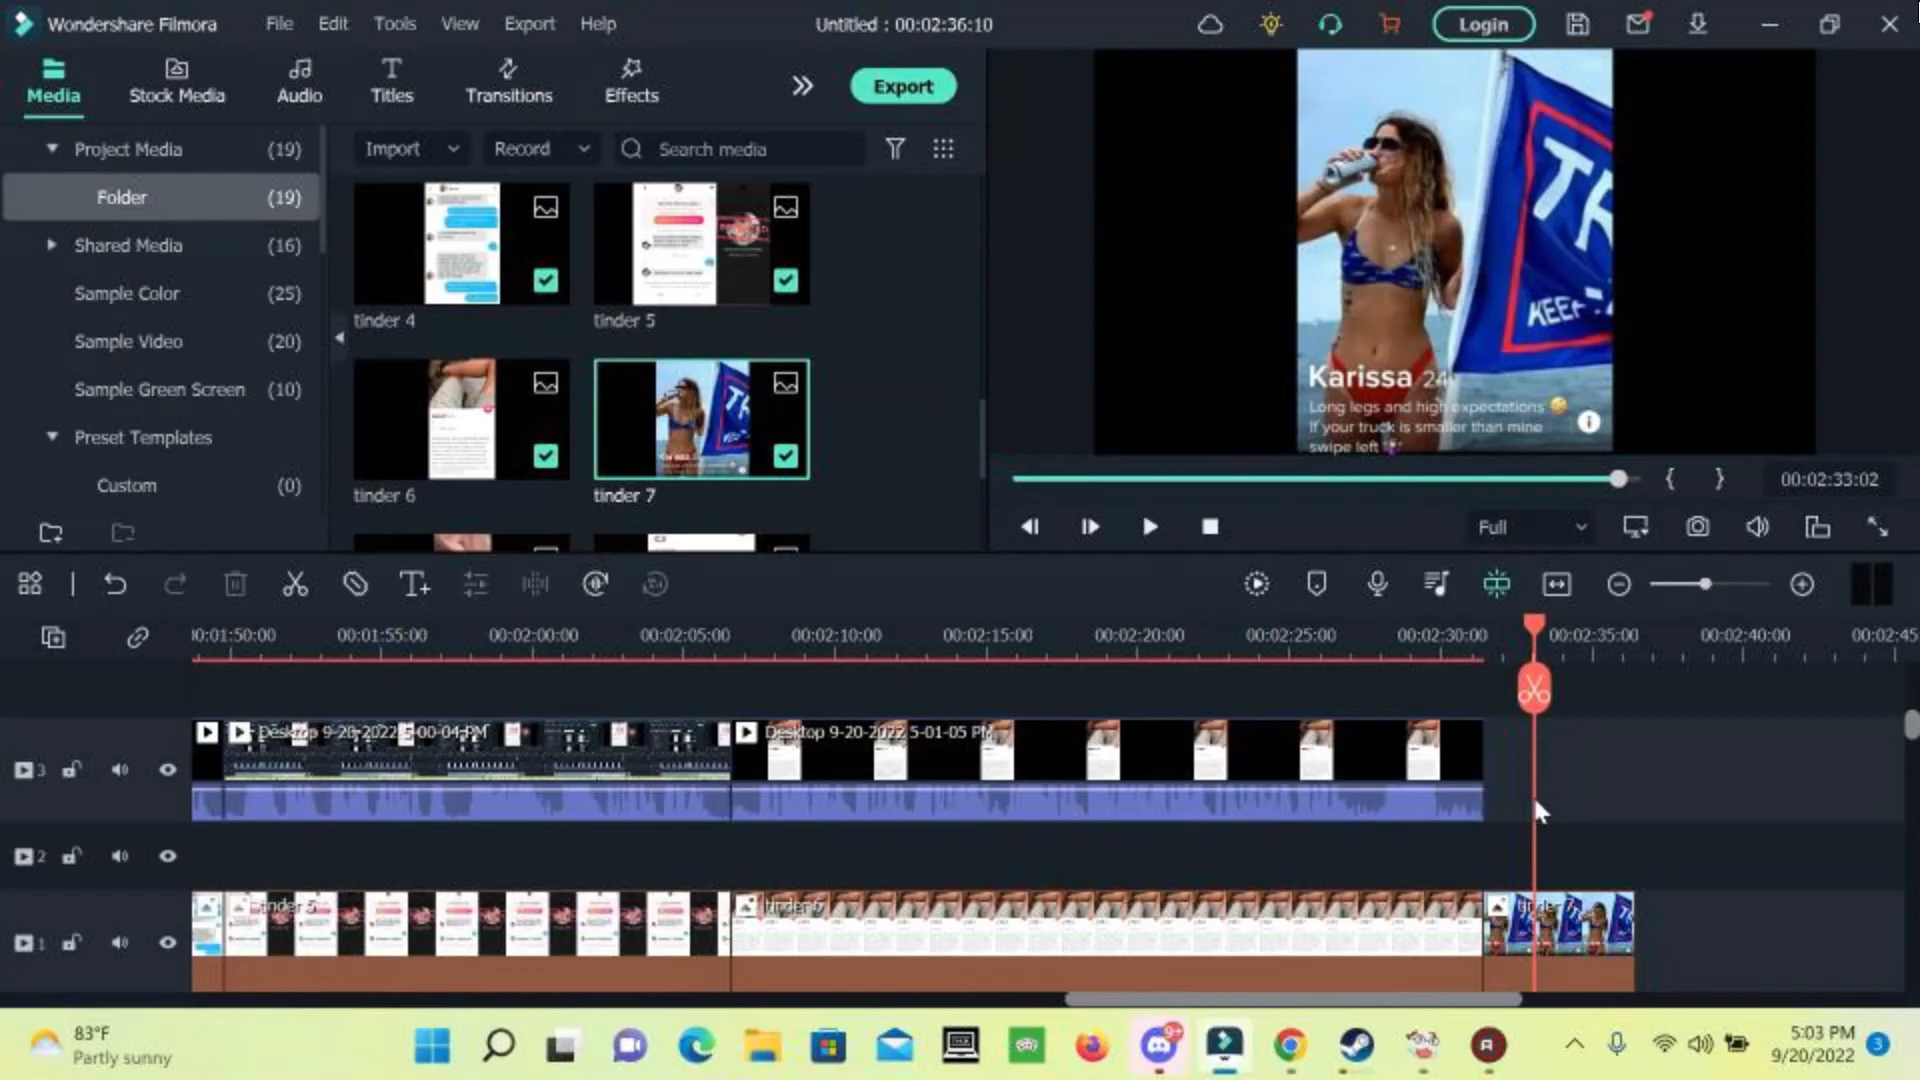 Wondershare Filmora
File Edit Tools View Export Help
Untitled : 00:02:36:10
Login
Media
Stock Media
Audio
Titles
Transitions
Effects
Export
Project Media (19)
Folder (19)
Shared Media (16)
Sample Color (25)
Sample Video (20)
Sample Green Screen (10)
Preset Templates
Custom (0)
Import
Record
Search media
tinder 4
tinder 5
tinder 6
tinder 7
TR
KEEP
Karissa 24
Long legs and high expectations
If your truck is smaller than mine
swipe left
00:02:33:02
Full
00:01:50:00 00:01:55:00 00:02:00:00 00:02:05:00 00:02:10:00 00:02:15:00 00:02:20:00 00:02:25:00 00:02:30:00 00:02:35:00 00:02:40:00 00:02:45
3
Desktop 9-20-2022 5-00-04 PM
Desktop 9-20-2022 5-01-05 PM
2
1
tinder 5
tinder 6
tinder 7
83°F
Partly sunny
9+
5:03 PM
9/20/2022
3